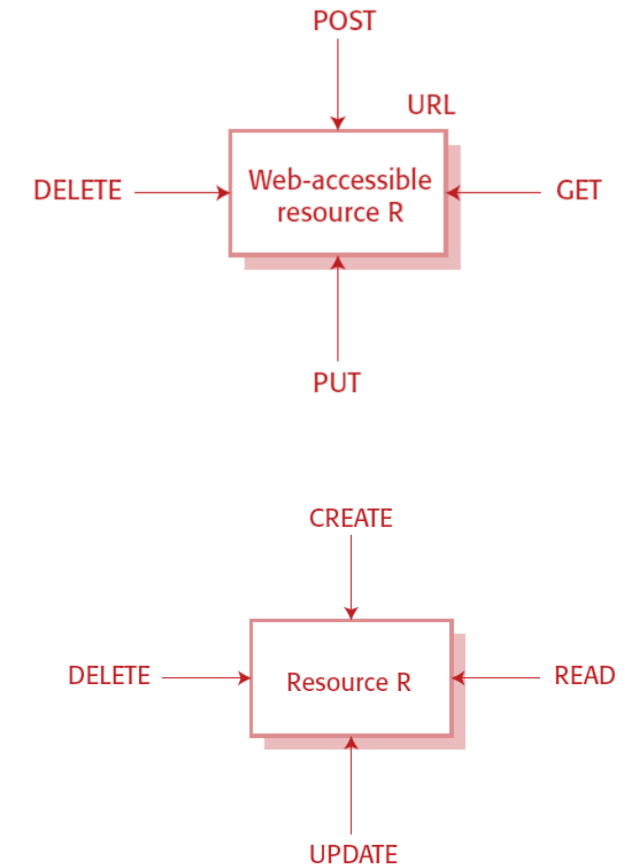 POST
URL
DELETE
Web-accessible
resource R
GET
PUT
CREATE
DELETE
Resource R
READ
UPDATE